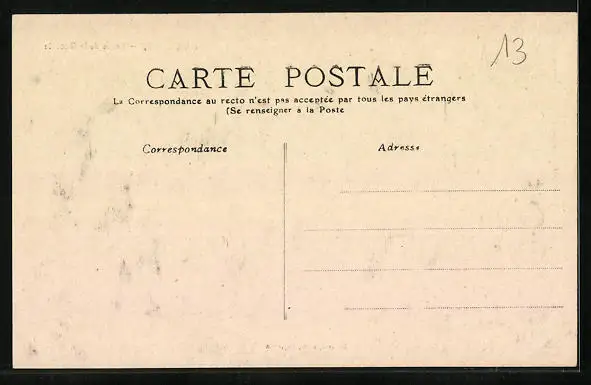 13
CARTE POSTALE
La Correspondance au recto n'est pas acceptée par tous les pays étrangers
(Se renseigner à la Poste
Correspondance
Adresse